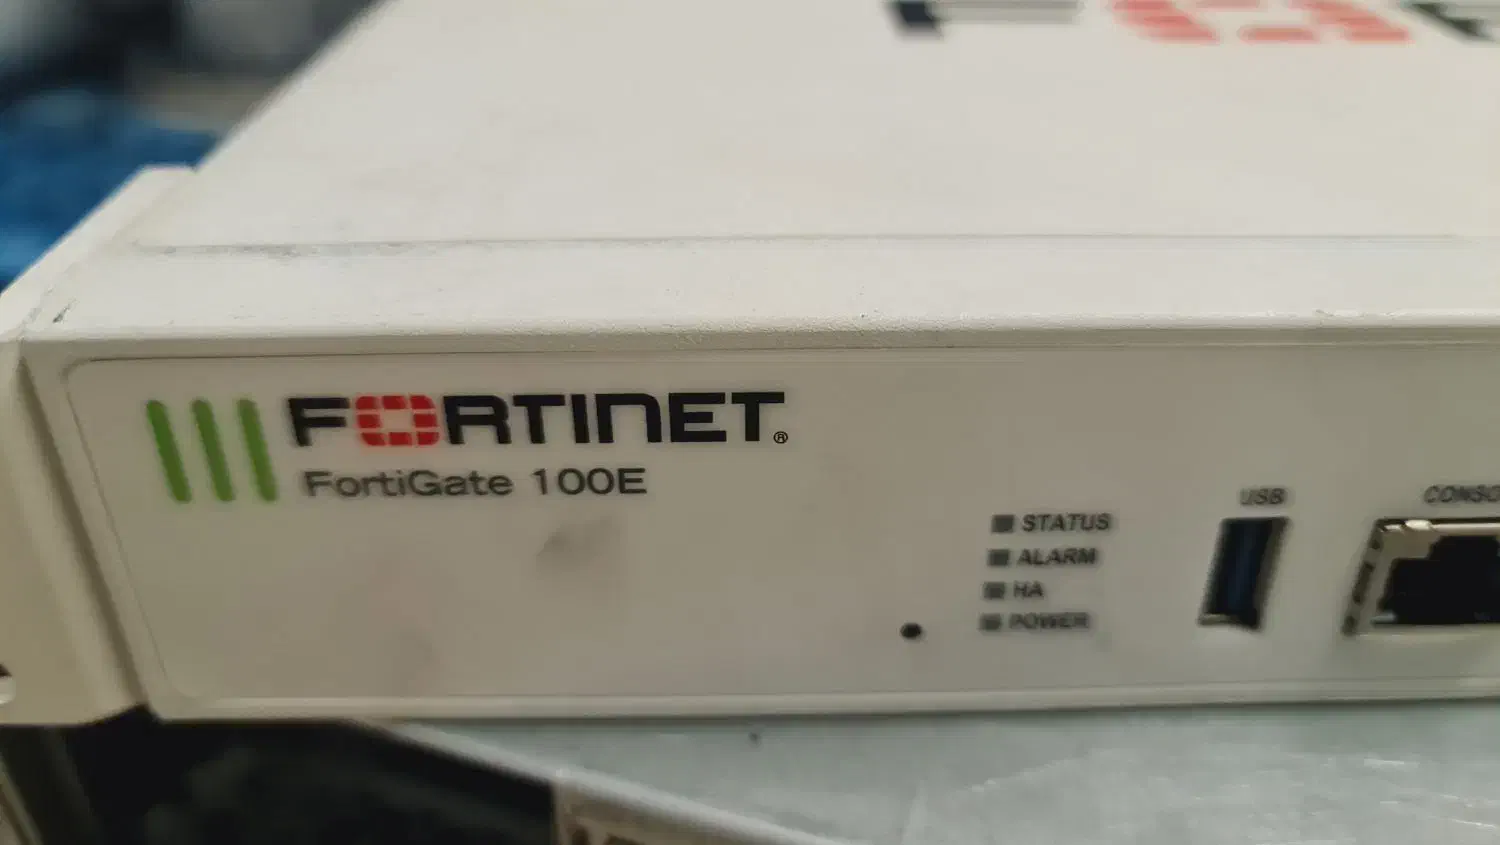 FORTINET®
FortiGate 100E
STATUS
ALARM
HA
POWER
USB